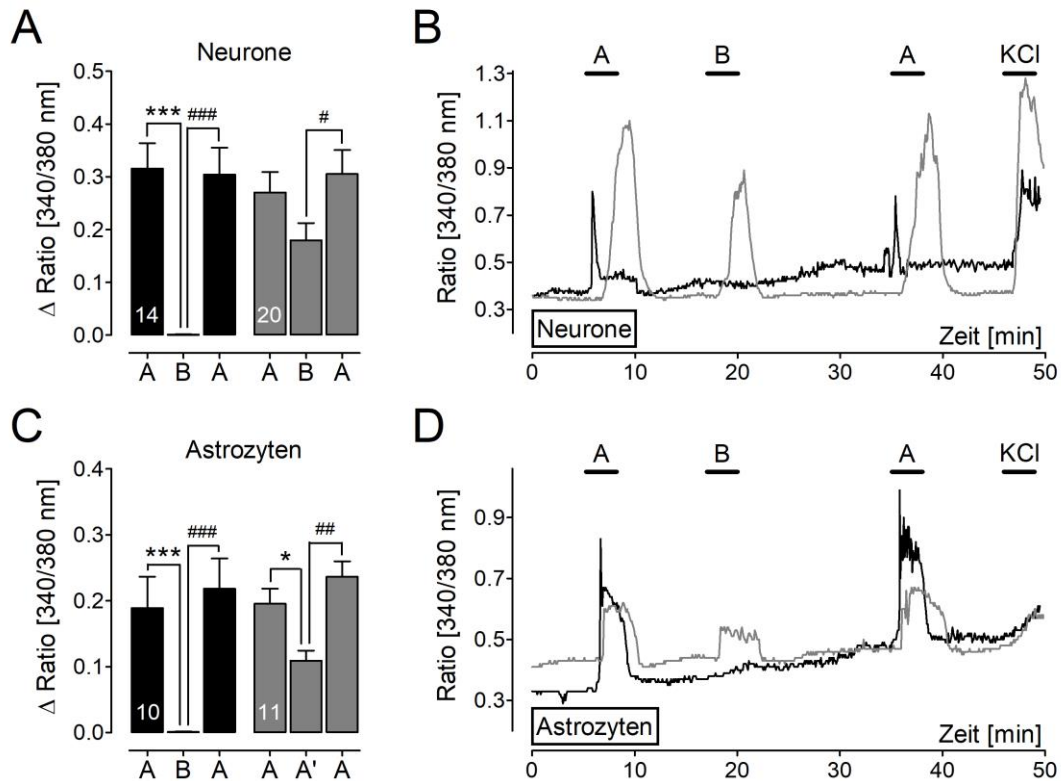 A
Neurone
Δ Ratio [340/380 nm]
0.5
0.4
0.3
0.2
0.1
0.0
***
###
#
14
20
A B A A B A
B
A B A KCl
Ratio [340/380 nm]
1.3
1.1
0.9
0.7
0.5
0.3
Neurone
Zeit [min]
0 10 20 30 40 50
C
Astrozyten
Δ Ratio [340/380 nm]
0.4
0.3
0.2
0.1
0.0
***
###
*
##
10
11
A B A A A' A
D
A B A KCl
Ratio [340/380 nm]
0.9
0.7
0.5
0.3
Astrozyten
Zeit [min]
0 10 20 30 40 50